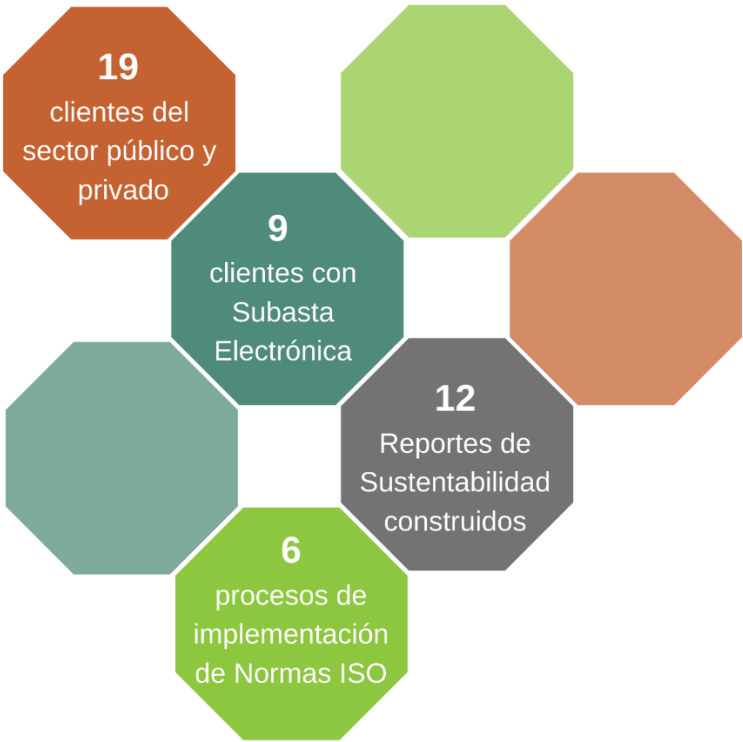 19
clientes del
sector público y
privado
9
clientes con
Subasta
Electrónica
12
Reportes de
Sustentabilidad
construidos
6
procesos de
implementación
de Normas ISO